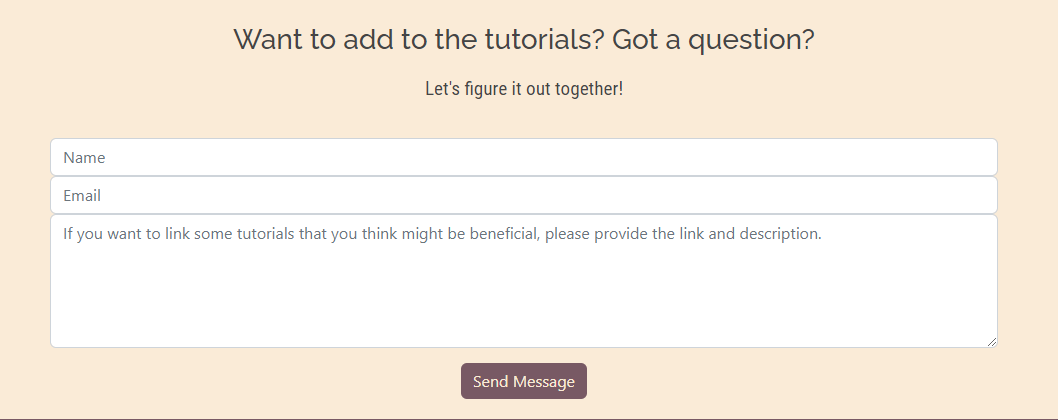 Want to add to the tutorials? Got a question?
Let's figure it out together!
Name
Email
If you want to link some tutorials that you think might be beneficial, please provide the link and description.
Send Message